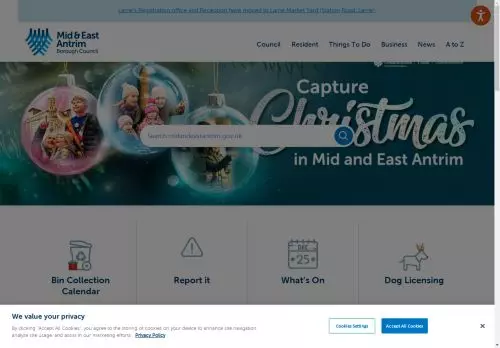 Larne's Registration office and Reception have moved to Larne Market Yard (Station Road, Larne)
Mid & East
Antrim
Borough Council
Council
Resident
Things To Do
Business
News
A to Z
Capture
Christmas
in Mid and East Antrim
Search midandeastantrim.gov.uk
DEC
25
Bin Collection
Calendar
Report it
What's On
Dog Licensing
We value your privacy
By clicking "Accept All Cookies", you agree to the storing of cookies on your device to enhance site navigation,
analyze site usage, and assist in our marketing efforts. Privacy Policy
Cookies Settings
Accept All Cookies